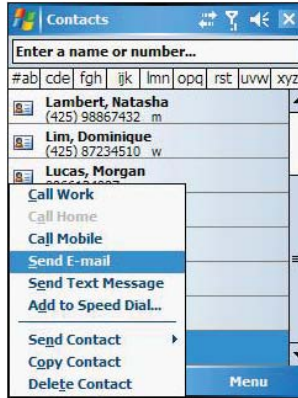 Contacts
Enter a name or number...
#ab cde fgh ijk lmn opq rst uvw xyz
Lambert, Natasha
(425) 98867432 m
Lim, Dominique
(425) 87234510 w
Lucas, Morgan
Call Work
Call Home
Call Mobile
Send E-mail
Send Text Message
Add to Speed Dial...
Send Contact
Copy Contact
Delete Contact
Menu